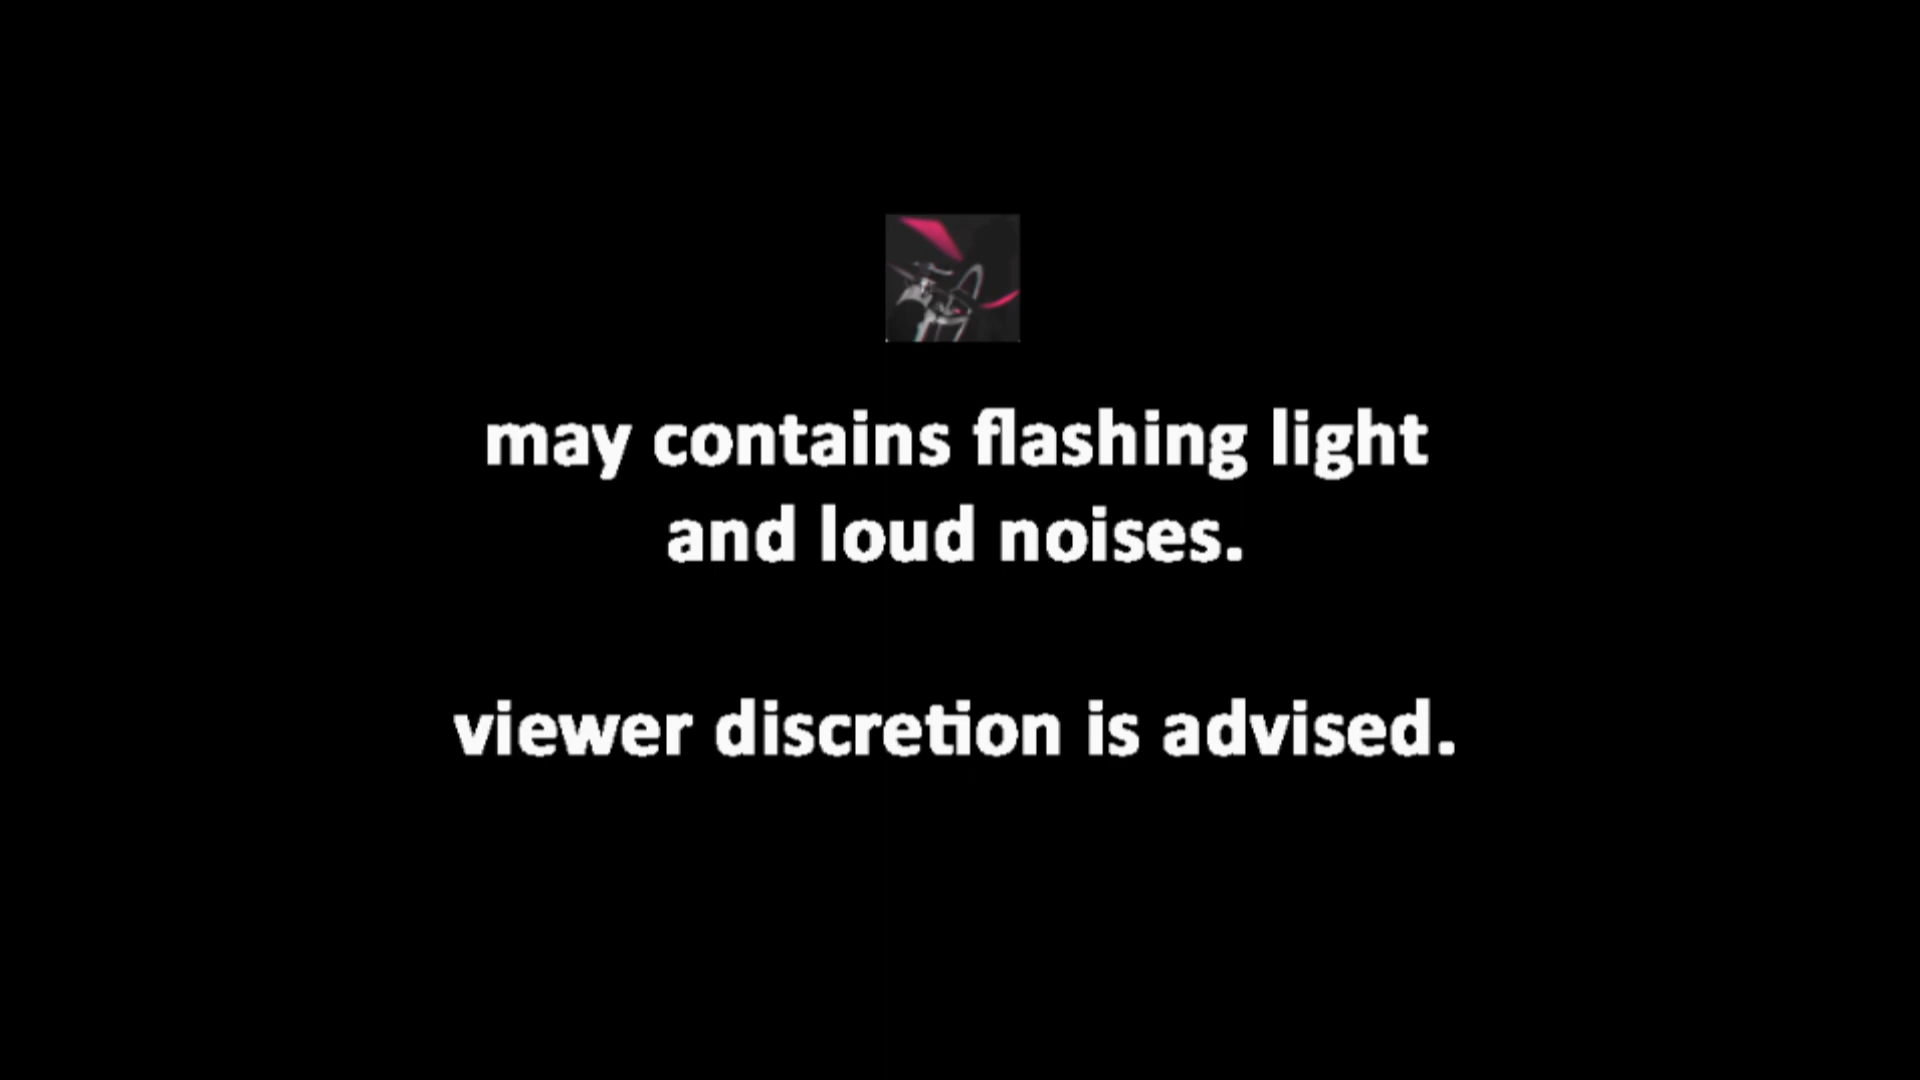 may contains flashing light
and loud noises.
viewer discretion is advised.